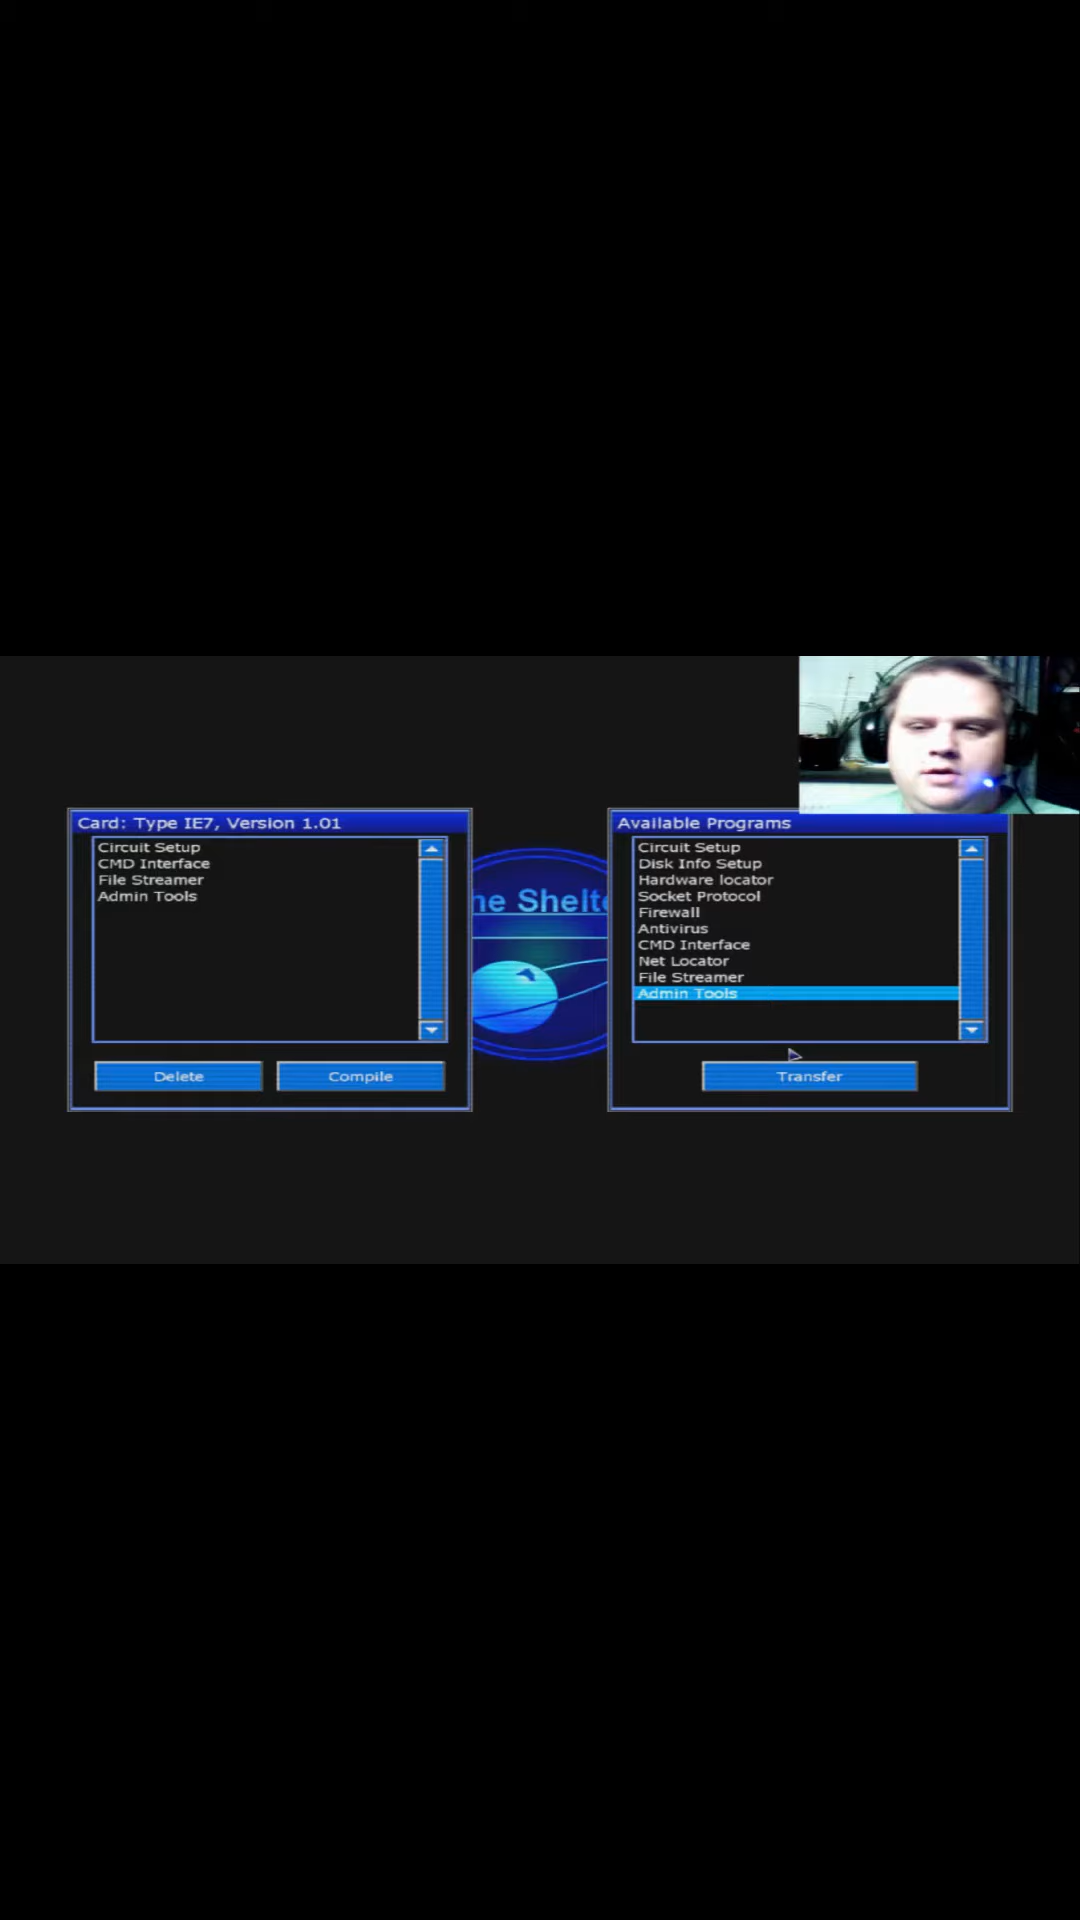 Card: Type IE7, Version 1.01
Circuit Setup
CMD Interface
File Streamer
Admin Tools
Delete
Compile
he Shelte
Available Programs
Circuit Setup
Disk Info Setup
Hardware locator
Socket Protocol
Firewall
Antivirus
CMD Interface
Net Locator
File Streamer
Admin Tools
Transfer